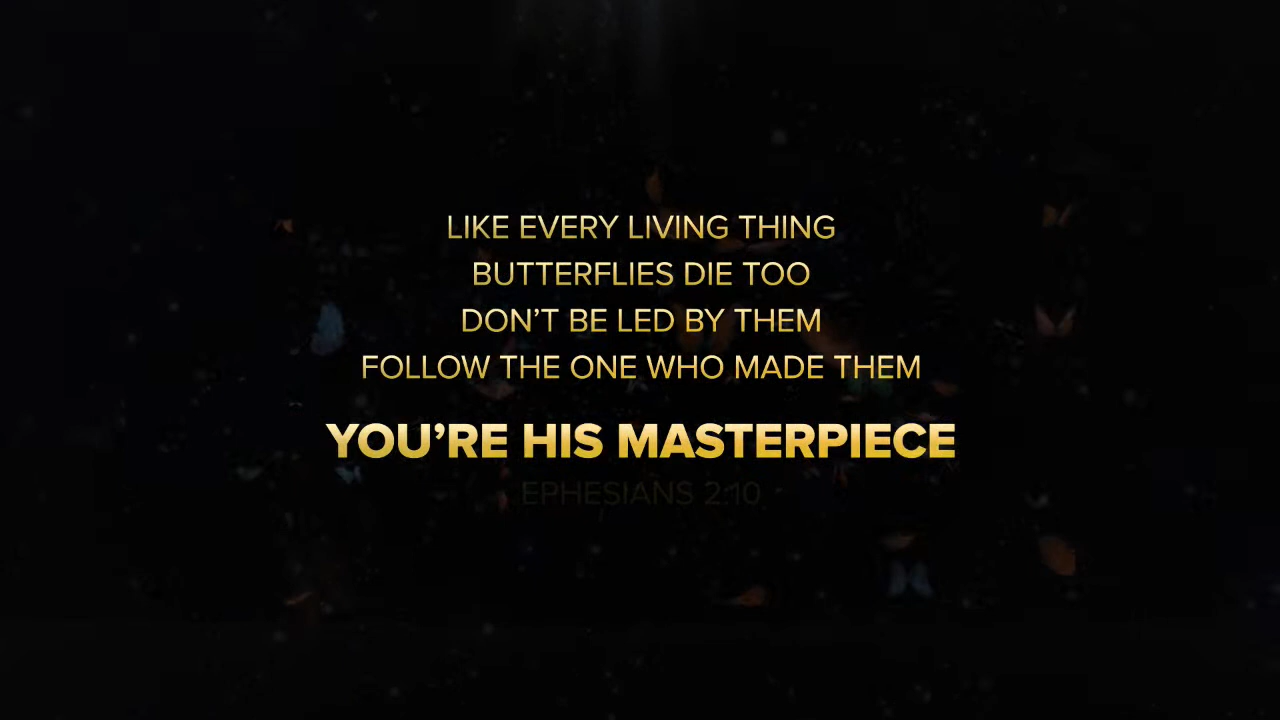 LIKE EVERY LIVING THING
BUTTERFLIES DIE TOO
DON’T BE LED BY THEM
FOLLOW THE ONE WHO MADE THEM
YOU’RE HIS MASTERPIECE
EPHESIANS 2:10